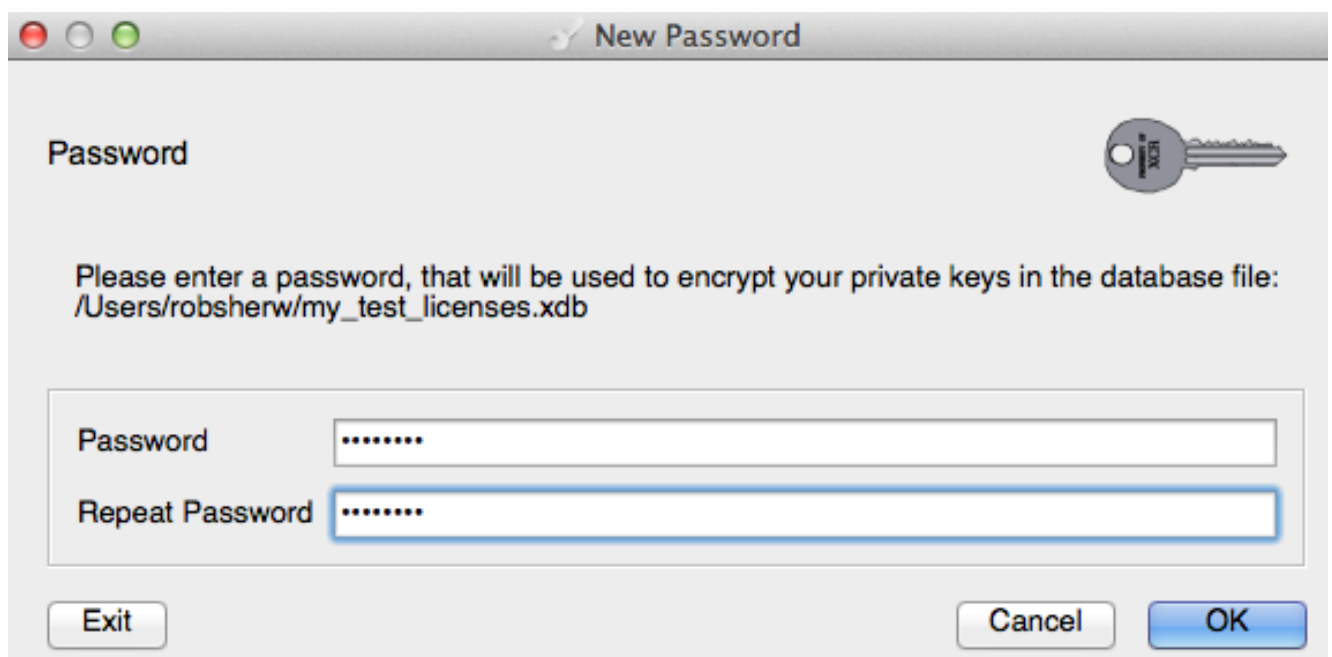 New Password
Password
XCA
Please enter a password, that will be used to encrypt your private keys in the database file:
/Users/robsherw/my_test_licenses.xdb
Password ••••••••
Repeat Password ••••••••
Exit Cancel OK